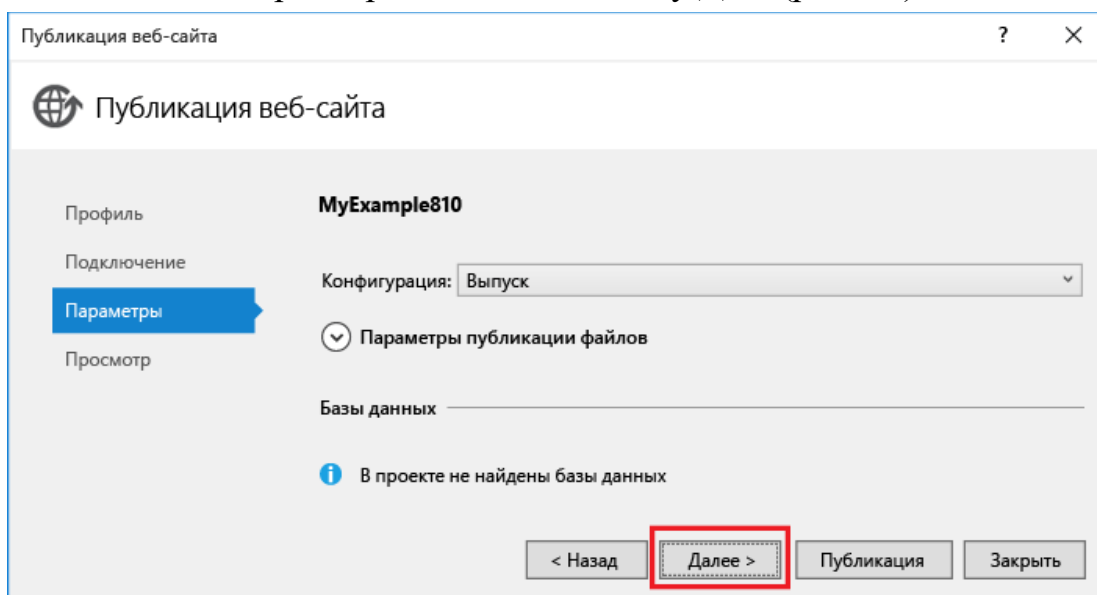 Публикация веб-сайта ? ×
Публикация веб-сайта
Профиль
Подключение
Параметры
Просмотр
MyExample810
Конфигурация: Выпуск
Параметры публикации файлов
Базы данных
В проекте не найдены базы данных
< Назад Далее > Публикация Закрыть